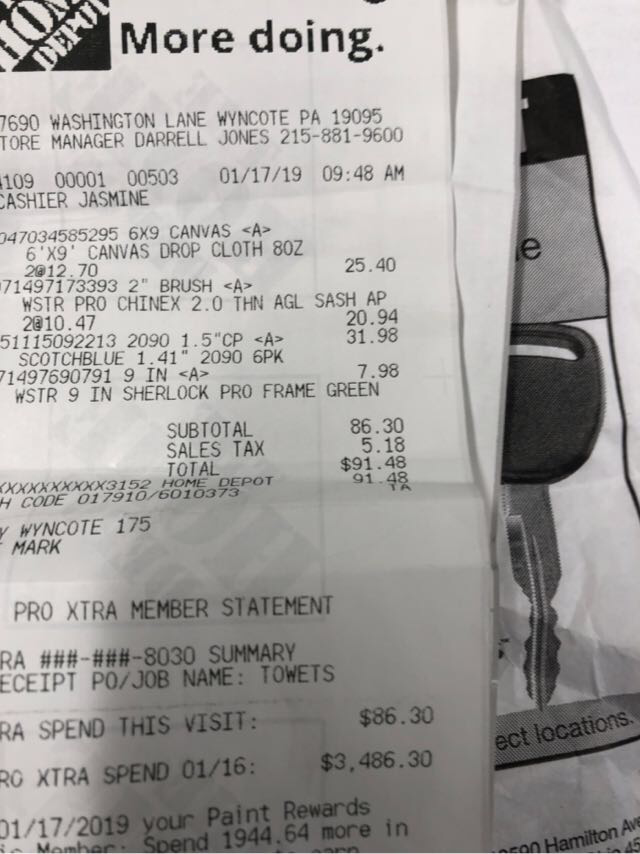 HOME
DEPOT
More doing.
7690 WASHINGTON LANE WYNCOTE PA 19095
TORE MANAGER DARRELL JONES 215-881-9600
4109 00001 00503 01/17/19 09:48 AM
CASHIER JASMINE
047034585295 6X9 CANVAS <A>
6'X9' CANVAS DROP CLOTH 8OZ
2@12.70 25.40
71497173393 2" BRUSH <A>
WSTR PRO CHINEX 2.0 THN AGL SASH AP
2@10.47 20.94
51115092213 2090 1.5"CP <A> 31.98
SCOTCHBLUE 1.41" 2090 6PK
71497690791 9 IN <A> 7.98
WSTR 9 IN SHERLOCK PRO FRAME GREEN
SUBTOTAL 86.30
SALES TAX 5.18
TOTAL $91.48
XXXXXXXXXX3152 HOME DEPOT 91.48
H CODE 017910/6010373 TA
Y WYNCOTE 175
MARK
PRO XTRA MEMBER STATEMENT
RA ###-###-8030 SUMMARY
ECEIPT PO/JOB NAME: TOWETS
RA SPEND THIS VISIT: $86.30
RO XTRA SPEND 01/16: $3,486.30
01/17/2019 your Paint Rewards
Member: Spend 1944.64 more in
e
ect locations.
Hamilton Ave